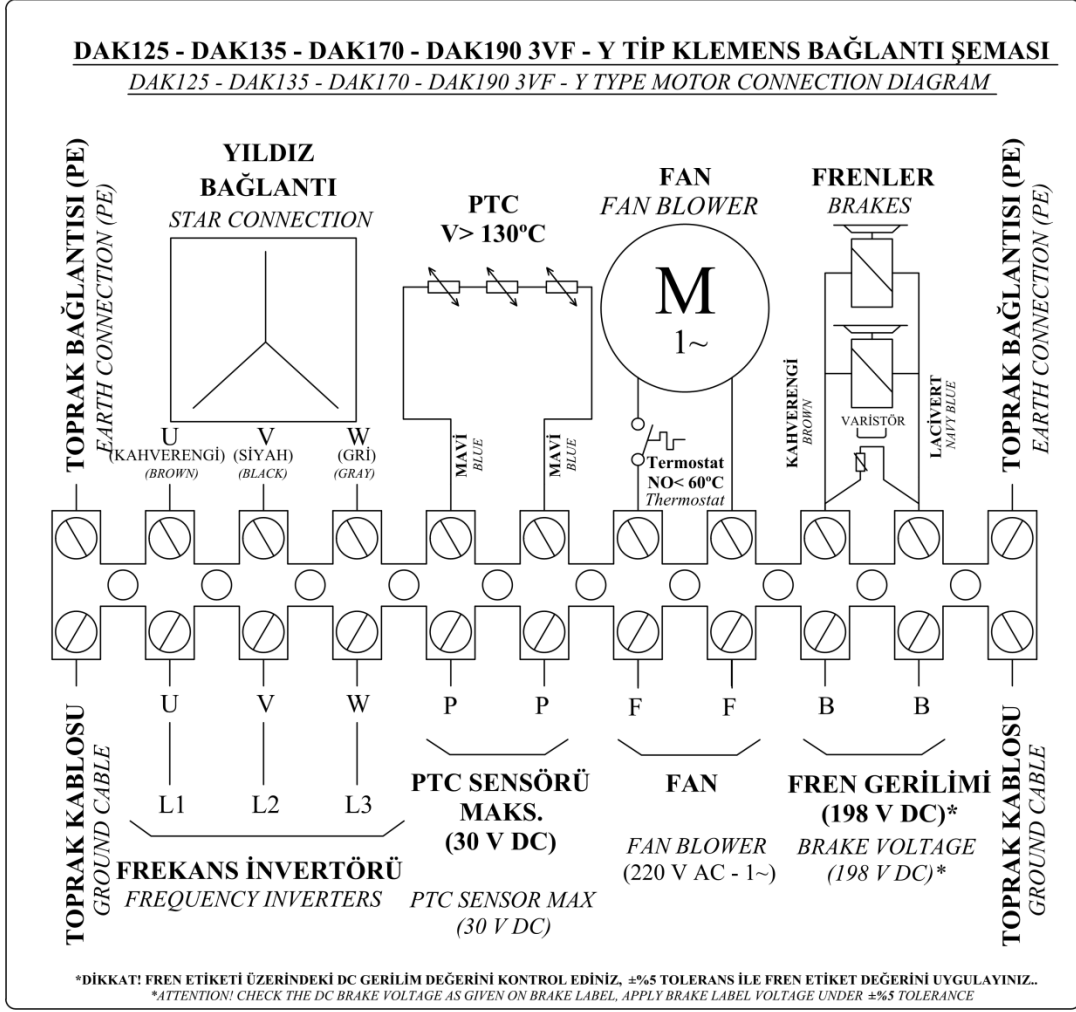 DAK125 - DAK135 - DAK170 - DAK190 3VF - Y TİP KLEMENS BAĞLANTI ŞEMASI
DAK125 - DAK135 - DAK170 - DAK190 3VF - Y TYPE MOTOR CONNECTION DIAGRAM
TOPRAK BAĞLANTISI (PE)
EARTH CONNECTION (PE)
YILDIZ
BAĞLANTI
STAR CONNECTION
U
(KAHVERENGİ)
(BROWN)
V
(SİYAH)
(BLACK)
W
(GRİ)
(GRAY)
PTC
V> 130ºC
MAVİ
BLUE
MAVİ
BLUE
FAN
FAN BLOWER
M
1~
Termostat
NO< 60ºC
Thermostat
FRENLER
BRAKES
KAHVERENGİ
BROWN
VARİSTÖR
LACİVERT
NAVY BLUE
TOPRAK BAĞLANTISI (PE)
EARTH CONNECTION (PE)
TOPRAK KABLOSU
GROUND CABLE
U V W P P F F B B
L1 L2 L3
FREKANS İNVERTÖRÜ
FREQUENCY INVERTERS
PTC SENSÖRÜ
MAKS.
(30 V DC)
PTC SENSOR MAX
(30 V DC)
FAN
FAN BLOWER
(220 V AC - 1~)
FREN GERİLİMİ
(198 V DC)*
BRAKE VOLTAGE
(198 V DC)*
TOPRAK KABLOSU
GROUND CABLE
*DİKKAT! FREN ETİKETİ ÜZERİNDEKİ DC GERİLİM DEĞERİNİ KONTROL EDİNİZ, ±%5 TOLERANS İLE FREN ETİKET DEĞERİNİ UYGULAYINIZ..
*ATTENTION! CHECK THE DC BRAKE VOLTAGE AS GIVEN ON BRAKE LABEL, APPLY BRAKE LABEL VOLTAGE UNDER ±%5 TOLERANCE